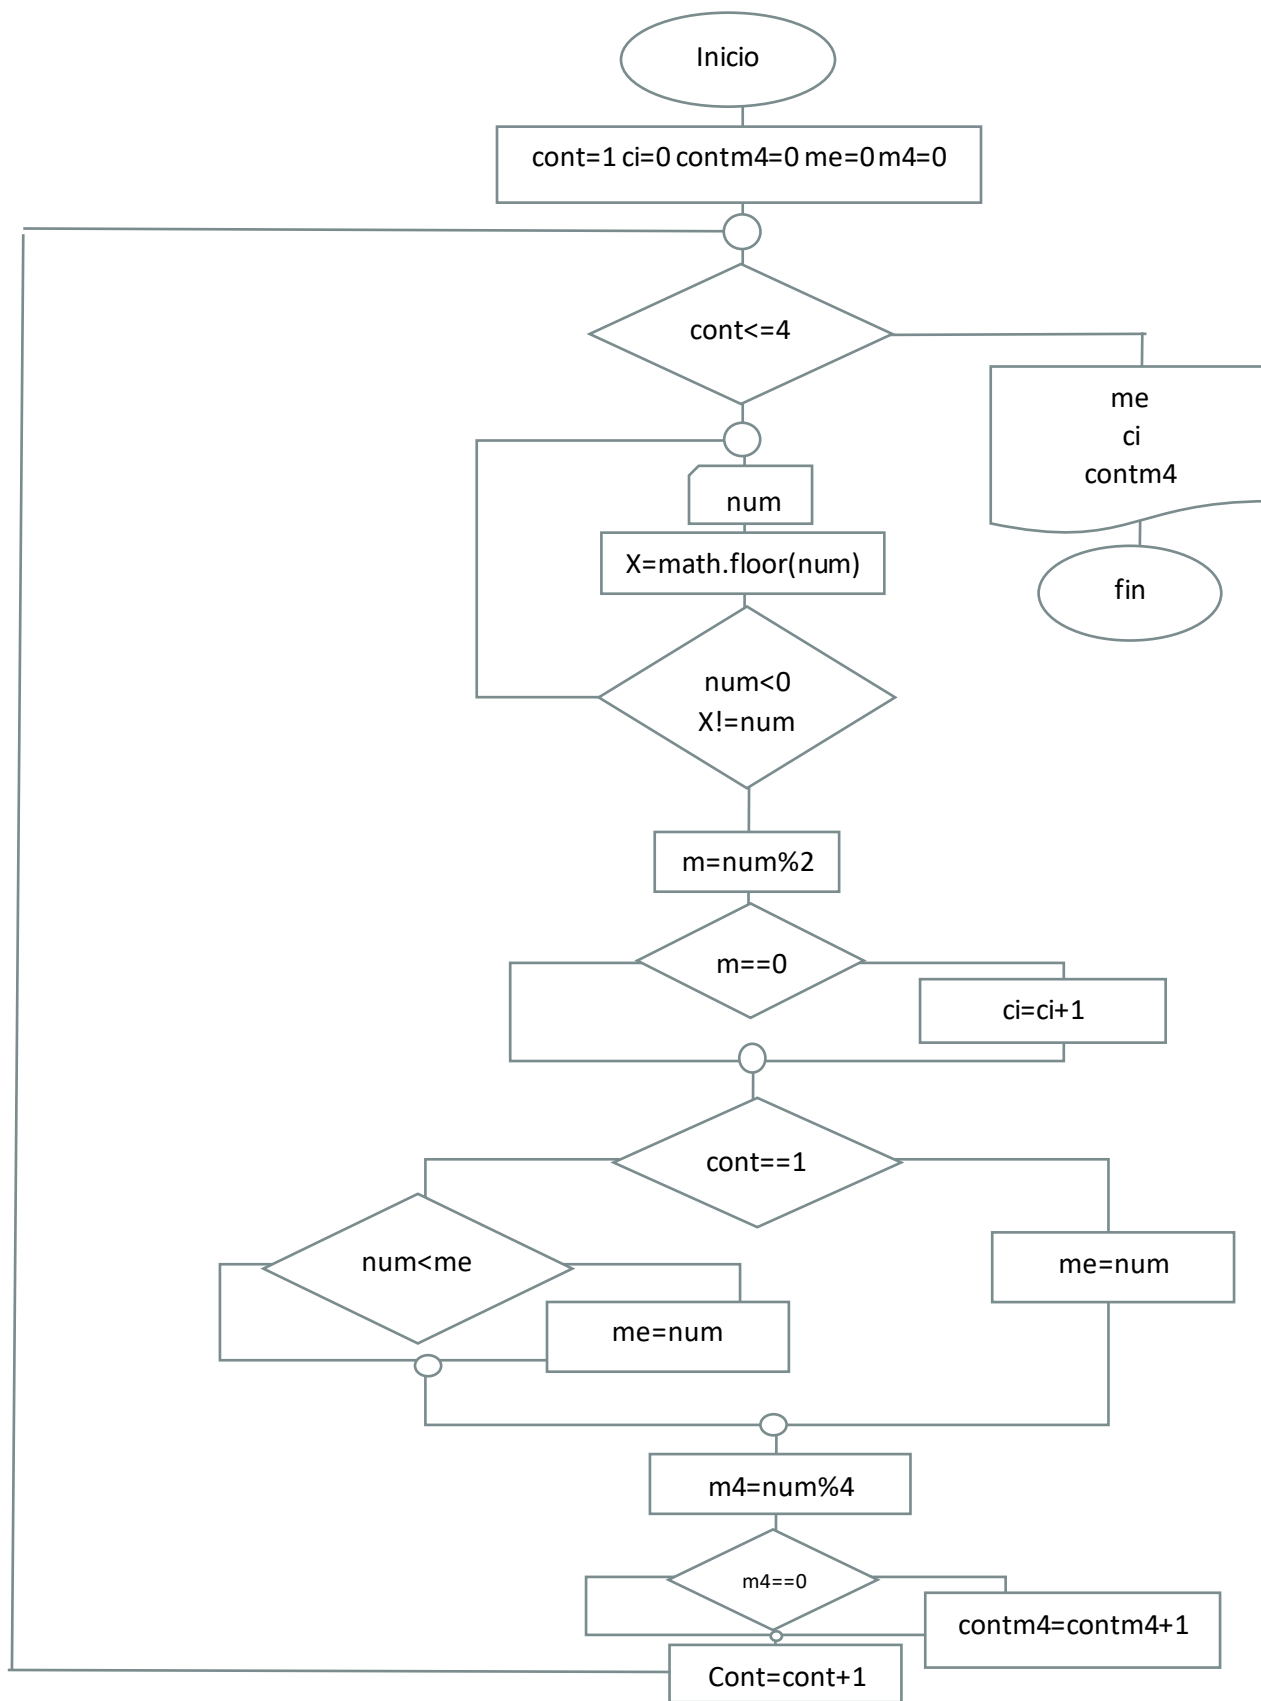 Inicio
cont=1 ci=0 contm4=0 me=0 m4=0
cont<=4
me
ci
contm4
num
X=math.floor(num)
fin
num<0
X!=num
m=num%2
m==0
ci=ci+1
cont==1
num<me
me=num
me=num
m4=num%4
m4==0
contm4=contm4+1
Cont=cont+1